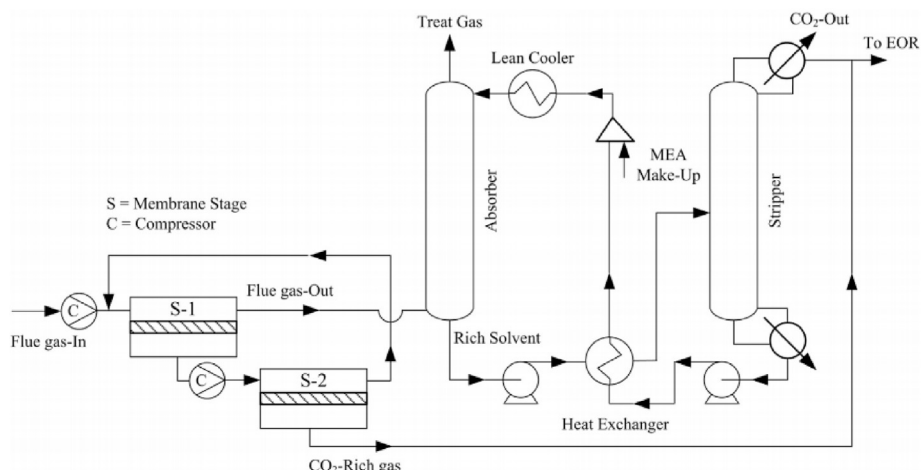 Treat Gas
CO₂-Out
To EOR
Lean Cooler
MEA
Make-Up
Absorber
Stripper
S = Membrane Stage
C = Compressor
Flue gas-Out
C
S-1
Flue gas-In
Rich Solvent
C
S-2
Heat Exchanger
CO₂-Rich gas